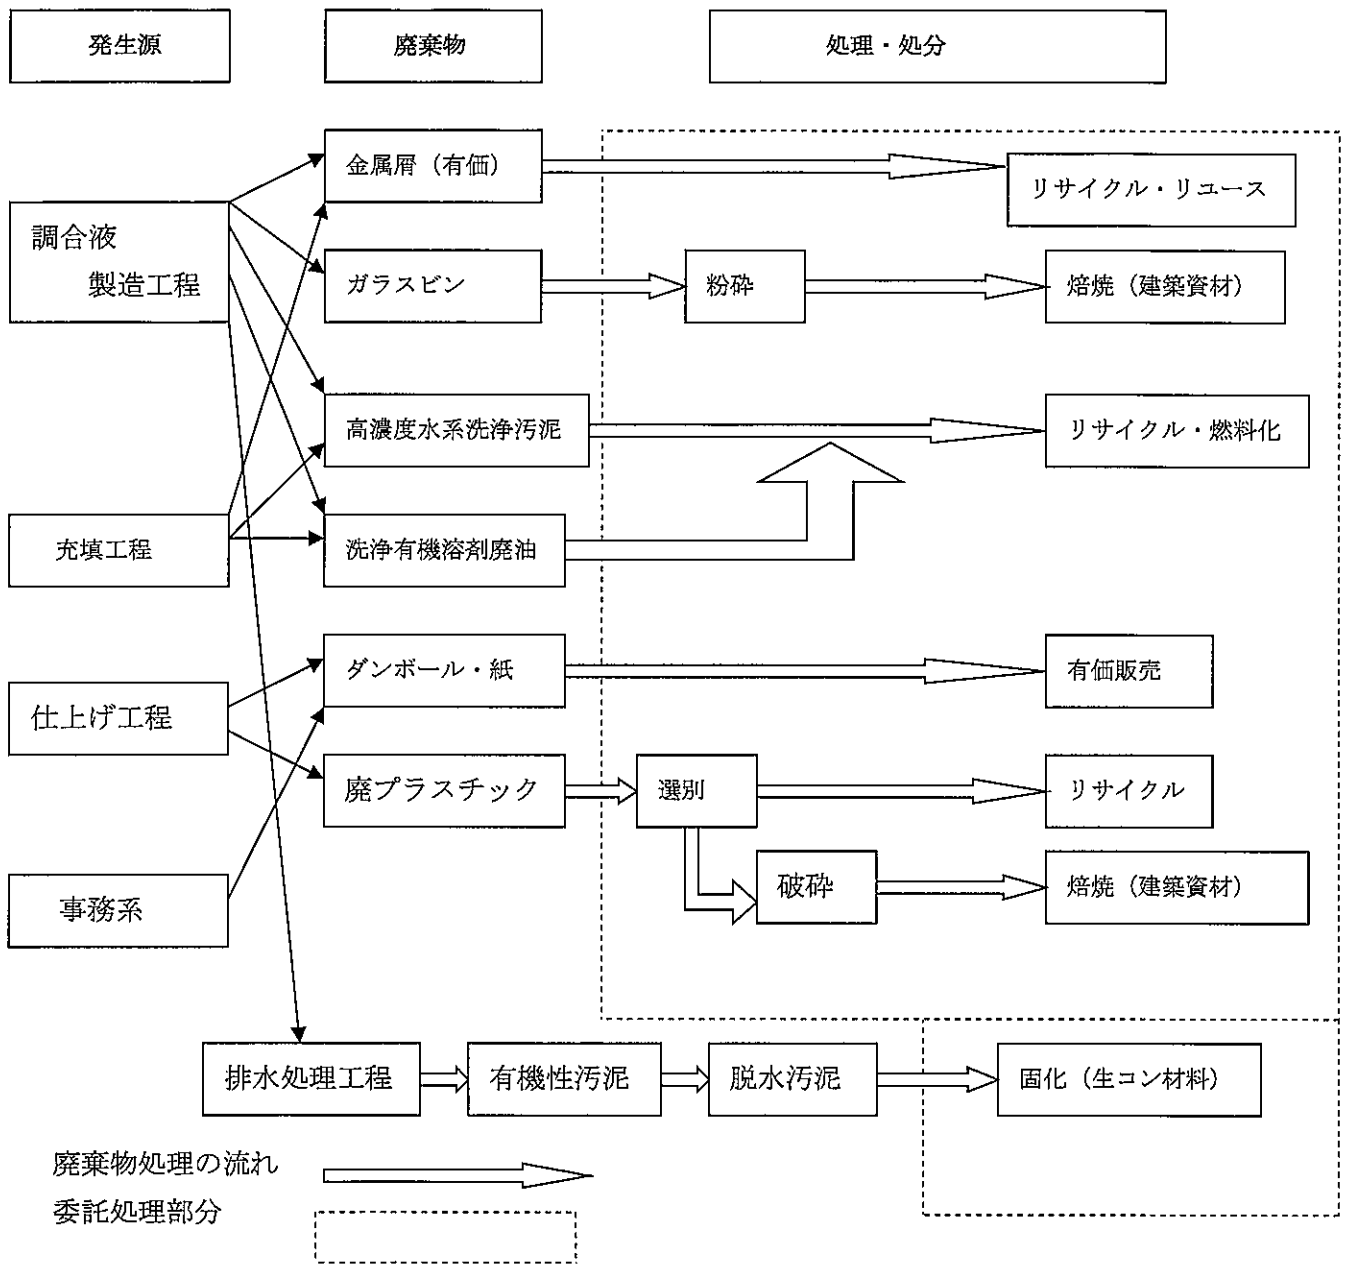 発生源
廃棄物
処理・処分
金属屑（有価）
リサイクル・リユース
調合液
製造工程
ガラスビン
粉砕
焙焼（建築資材）
高濃度水系洗浄汚泥
リサイクル・燃料化
充填工程
洗浄有機溶剤廃油
ダンボール・紙
有価販売
仕上げ工程
廃プラスチック
選別
リサイクル
事務系
破砕
焙焼（建築資材）
排水処理工程
有機性汚泥
脱水汚泥
固化（生コン材料）
廃棄物処理の流れ
委託処理部分